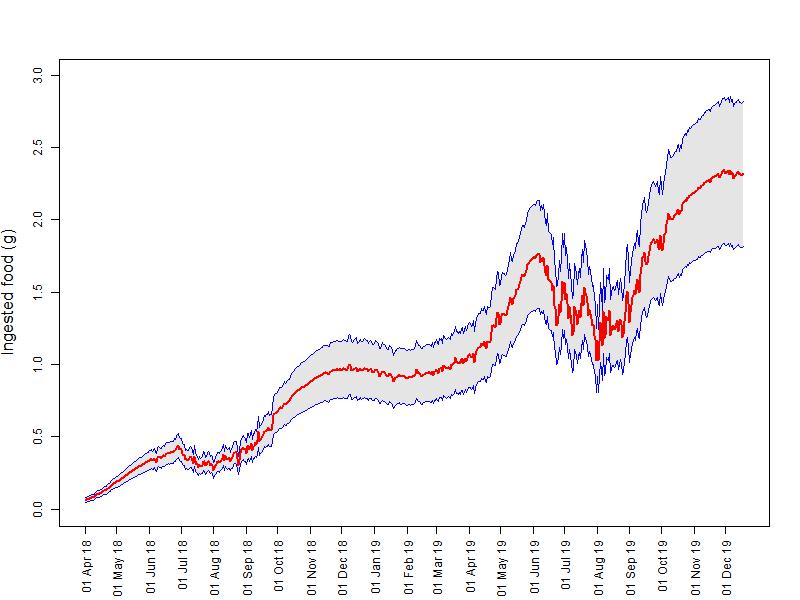 Ingested food (g)
3.0
2.5
2.0
1.5
1.0
0.5
0.0
01 Apr 18
01 May 18
01 Jun 18
01 Jul 18
01 Aug 18
01 Sep 18
01 Oct 18
01 Nov 18
01 Dec 18
01 Jan 19
01 Feb 19
01 Mar 19
01 Apr 19
01 May 19
01 Jun 19
01 Jul 19
01 Aug 19
01 Sep 19
01 Oct 19
01 Nov 19
01 Dec 19